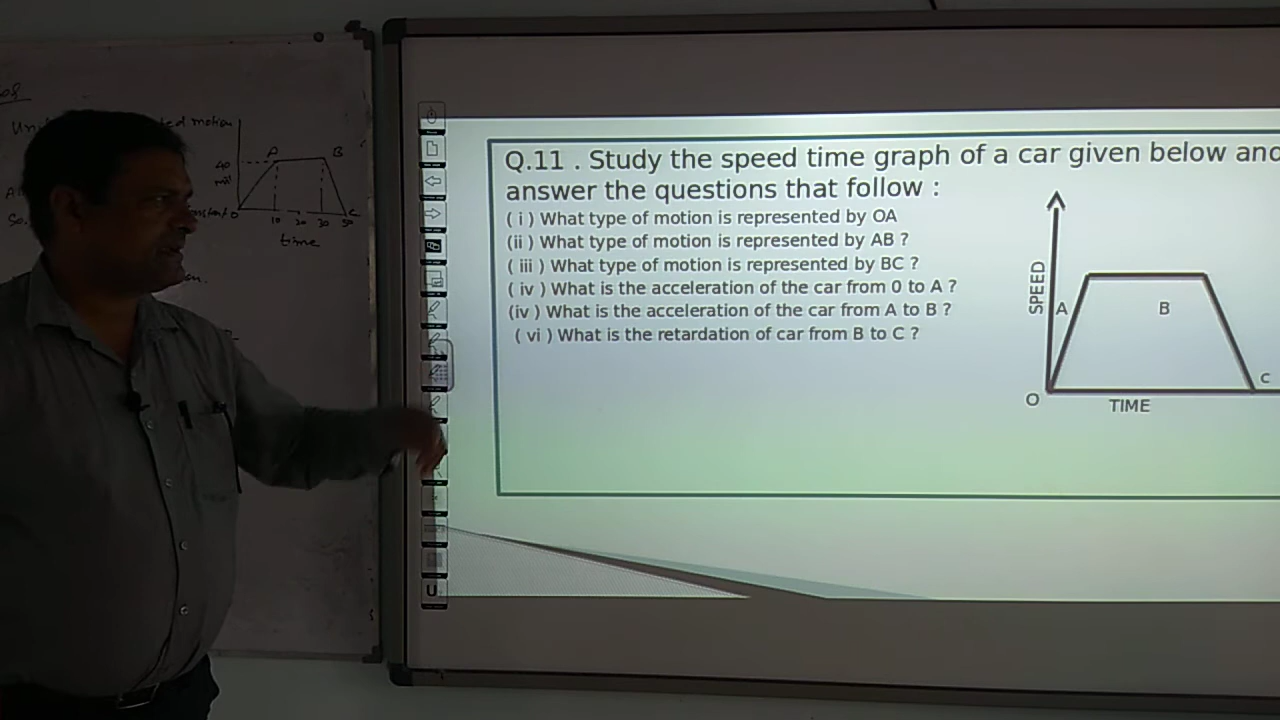 ted motion
A
B
40
O
10
20
30
50
C
time
Q.11 . Study the speed time graph of a car given below and
answer the questions that follow :
( i ) What type of motion is represented by OA
(ii ) What type of motion is represented by AB ?
( iii ) What type of motion is represented by BC ?
( iv ) What is the acceleration of the car from 0 to A ?
(iv ) What is the acceleration of the car from A to B ?
( vi ) What is the retardation of car from B to C ?
SPEED
A
B
C
O
TIME